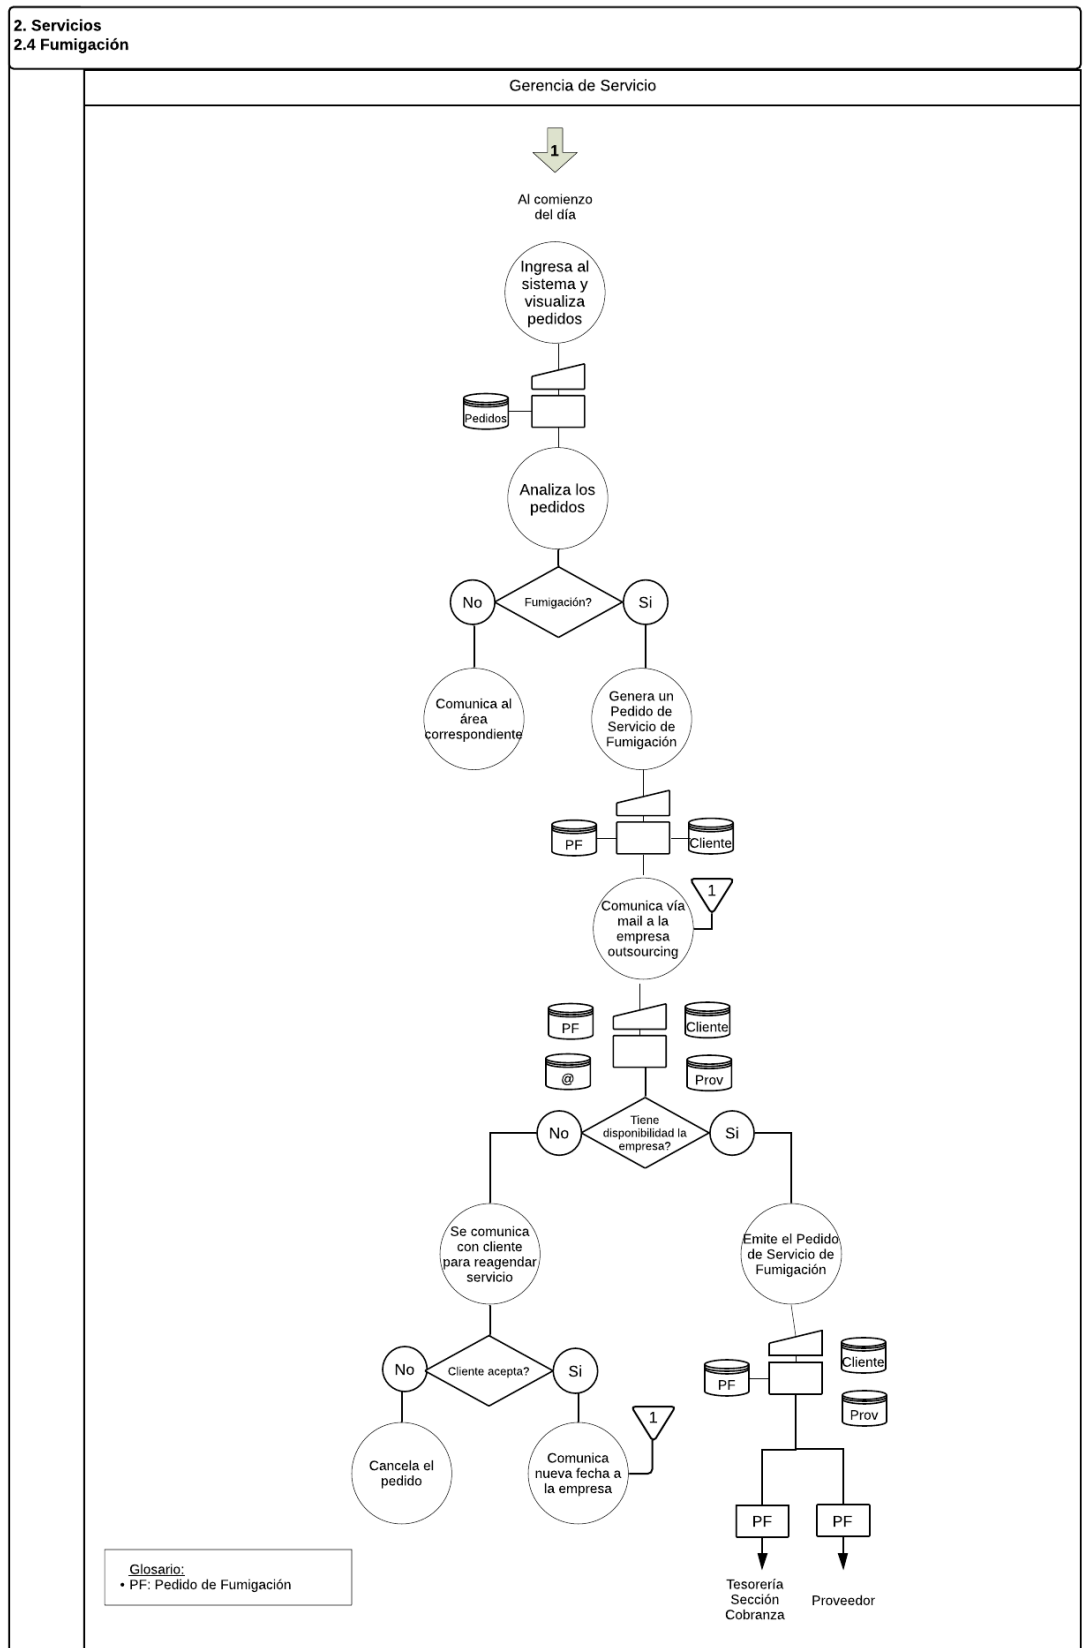 2. Servicios
2.4 Fumigación
Gerencia de Servicio
1
Al comienzo
del día
Ingresa al
sistema y
visualiza
pedidos
Pedidos
Analiza los
pedidos
No
Fumigación?
Si
Comunica al
área
correspondiente
Genera un
Pedido de
Servicio de
Fumigación
PF
Cliente
Comunica vía
mail a la
empresa
outsourcing
1
PF
Cliente
@
Prov
No
Tiene
disponibilidad la
empresa?
Si
Se comunica
con cliente
para reagendar
servicio
Emite el Pedido
de Servicio de
Fumigación
No
Cliente acepta?
Si
PF
Cliente
Prov
Cancela el
pedido
Comunica
nueva fecha a
la empresa
1
PF
PF
Tesorería
Sección
Cobranza
Proveedor
Glosario:
• PF: Pedido de Fumigación